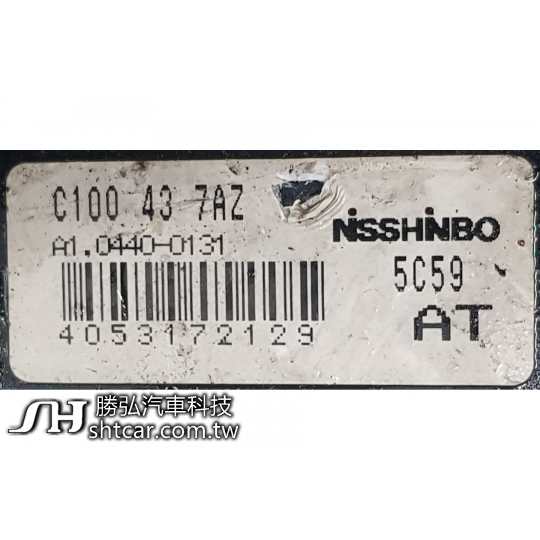 C100 43 7AZ
A1.0440-0131
4053172129
NISSHINBO
5C59
AT
SH 勝弘汽車科技
shtcar.com.tw